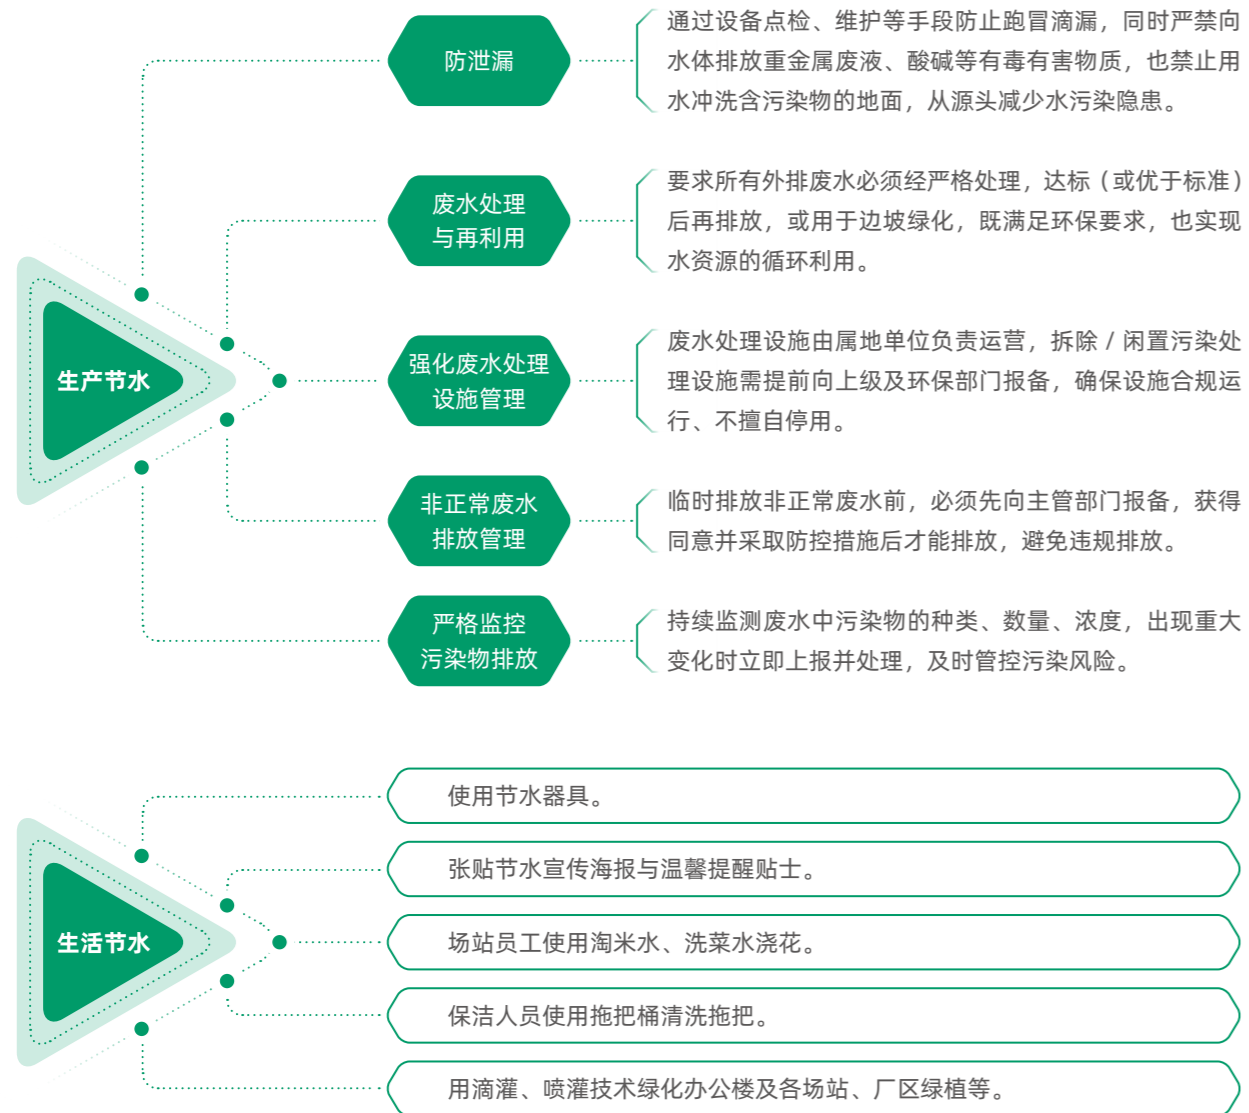 生产节水
防泄漏
通过设备点检、维护等手段防止跑冒滴漏，同时严禁向
水体排放重金属废液、酸碱等有毒有害物质，也禁止用
水冲洗含污染物的地面，从源头减少水污染隐患。
废水处理
与再利用
要求所有外排废水必须经严格处理，达标（或优于标准）
后再排放，或用于边坡绿化，既满足环保要求，也实现
水资源的循环利用。
强化废水处理
设施管理
废水处理设施由属地单位负责运营，拆除 / 闲置污染处
理设施需提前向上级及环保部门报备，确保设施合规运
行、不擅自停用。
非正常废水
排放管理
临时排放非正常废水前，必须先向主管部门报备，获得
同意并采取防控措施后才能排放，避免违规排放。
严格监控
污染物排放
持续监测废水中污染物的种类、数量、浓度，出现重大
变化时立即上报并处理，及时管控污染风险。
生活节水
使用节水器具。
张贴节水宣传海报与温馨提醒贴士。
场站员工使用淘米水、洗菜水浇花。
保洁人员使用拖把桶清洗拖把。
用滴灌、喷灌技术绿化办公楼及各场站、厂区绿植等。